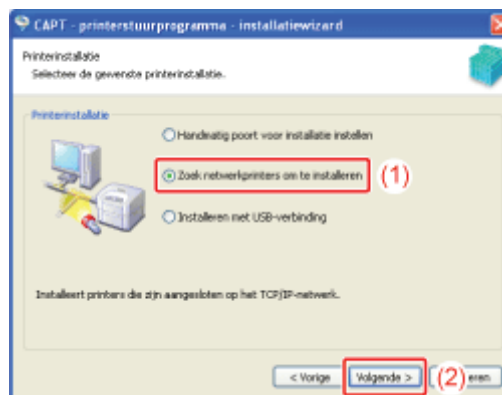 CAPT - printerstuurprogramma - installatiewizard
Printerinstallatie
Selecteer de gewenste printerinstallatie.
Printerinstallatie
Handmatig poort voor installatie instellen
Zoek netwerkprinters om te installeren
(1)
Installeren met USB-verbinding
Installeert printers die zijn aangesloten op het TCP/IP-netwerk.
< Vorige
Volgende >
(2)
eren